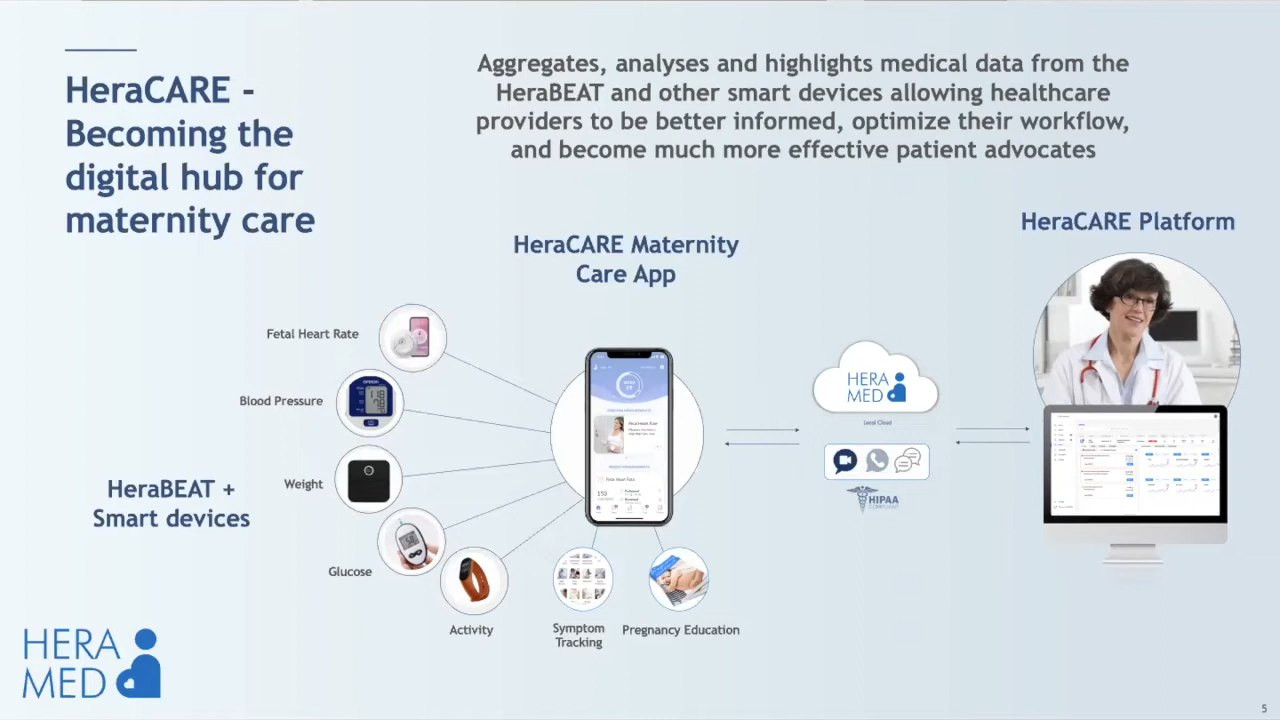 HeraCARE -
Becoming the
digital hub for
maternity care
Aggregates, analyses and highlights medical data from the
HeraBEAT and other smart devices allowing healthcare
providers to be better informed, optimize their workflow,
and become much more effective patient advocates
HeraCARE Platform
HeraCARE Maternity
Care App
Fetal Heart Rate
Blood Pressure
Weight
HeraBEAT +
Smart devices
Glucose
Activity
Symptom
Tracking
Pregnancy Education
HERA
MED
Local Cloud
HIPAA
COMPLIANT
HERA
MED
5